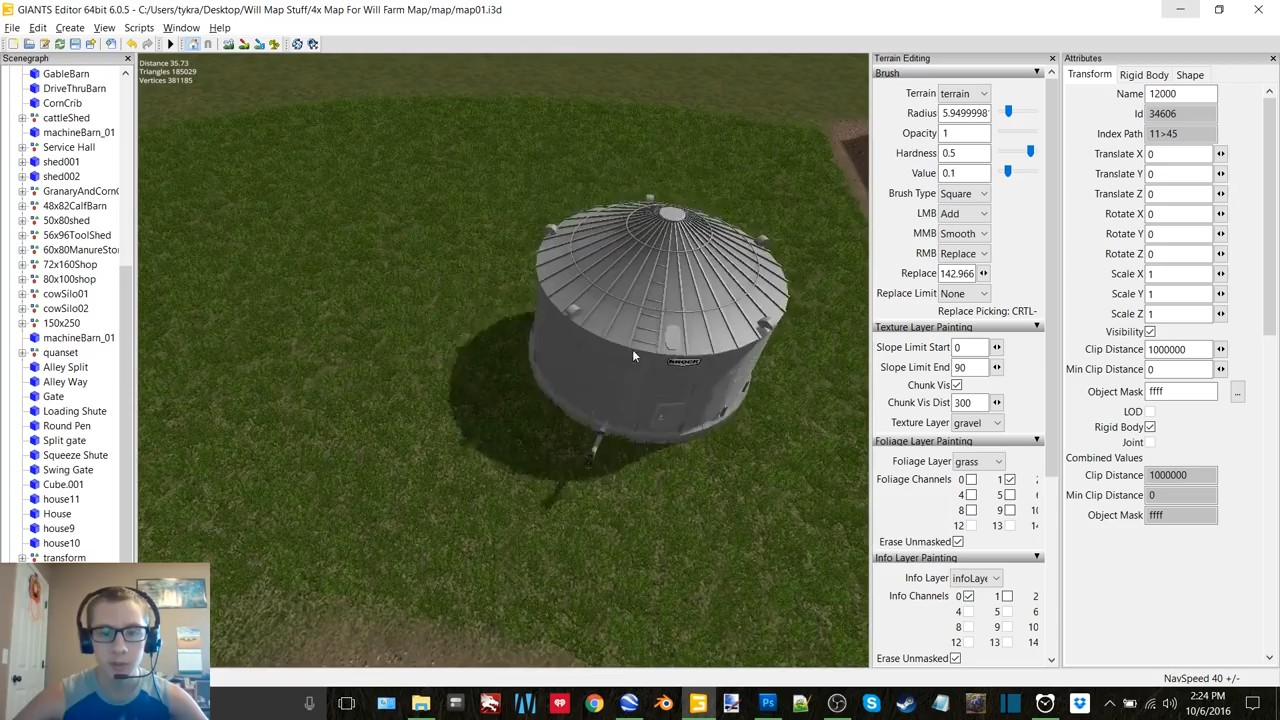 GIANTS Editor 64bit 6.0.5 - C:/Users/tykra/Desktop/Will Map Stuff/4x Map For Will Farm Map/map/map01.i3d
File Edit Create View Scripts Window Help
Scenegraph
GableBarn
DriveThruBarn
CornCrib
cattleShed
machineBarn_01
Service Hall
shed001
shed002
GranaryAndCornC
48x82CalfBarn
50x80shed
56x96ToolShed
60x80ManureSto
72x160Shop
80x100shop
cowSilo01
cowSilo02
150x250
machineBarn_01
quanset
Alley Split
Alley Way
Gate
Loading Shute
Round Pen
Split gate
Squeeze Shute
Swing Gate
Cube.001
house11
House
house9
house10
transform
Distance 35.73
Triangles 185029
Vertices 381185
BROCK
Terrain Editing
Brush
Terrain terrain
Radius 5.9499998
Opacity 1
Hardness 0.5
Value 0.1
Brush Type Square
LMB Add
MMB Smooth
RMB Replace
Replace 142.966
Replace Limit None
Replace Picking: CRTL-
Texture Layer Painting
Slope Limit Start 0
Slope Limit End 90
Chunk Vis
Chunk Vis Dist 300
Texture Layer gravel
Foliage Layer Painting
Foliage Layer grass
Foliage Channels 0 1 2
4 5 6
8 9 10
12 13 14
Erase Unmasked
Info Layer Painting
Info Layer infoLaye
Info Channels 0 1 2
4 5 6
8 9 10
12 13 14
Erase Unmasked
Attributes
Transform Rigid Body Shape
Name 12000
Id 34606
Index Path 11>45
Translate X 0
Translate Y 0
Translate Z 0
Rotate X 0
Rotate Y 0
Rotate Z 0
Scale X 1
Scale Y 1
Scale Z 1
Visibility
Clip Distance 1000000
Min Clip Distance 0
Object Mask ffff ...
LOD
Rigid Body
Joint
Combined Values
Clip Distance 1000000
Min Clip Distance 0
Object Mask ffff
NavSpeed 40 +/-
2:24 PM
10/6/2016